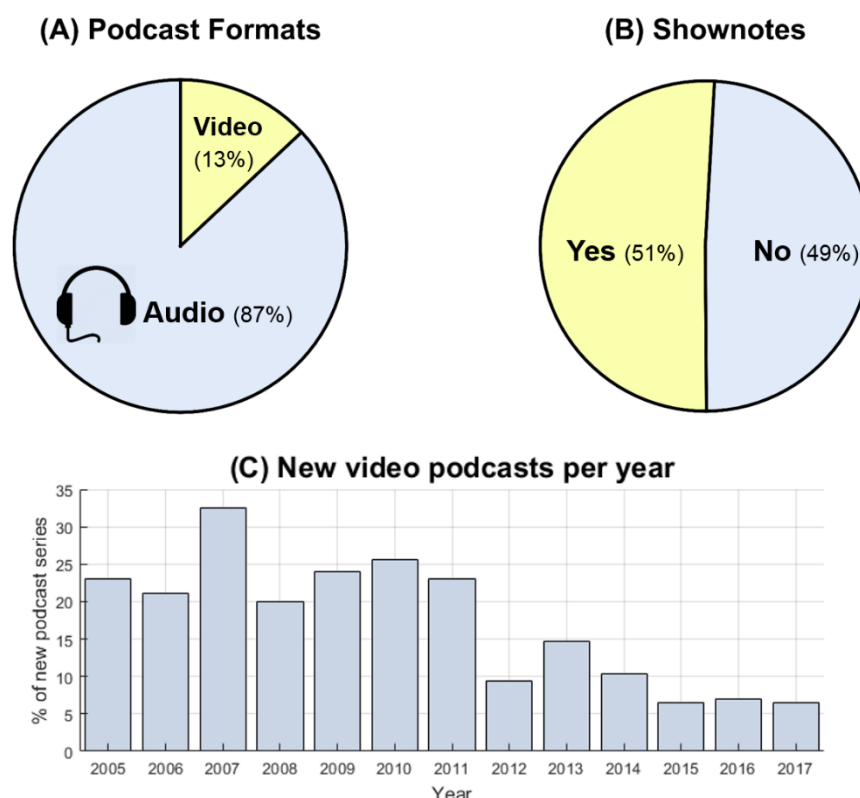 (A) Podcast Formats
(B) Shownotes
Video
(13%)
Audio (87%)
Yes (51%)
No (49%)
(C) New video podcasts per year
% of new podcast series
35
30
25
20
15
10
5
0
2005 2006 2007 2008 2009 2010 2011 2012 2013 2014 2015 2016 2017
Year